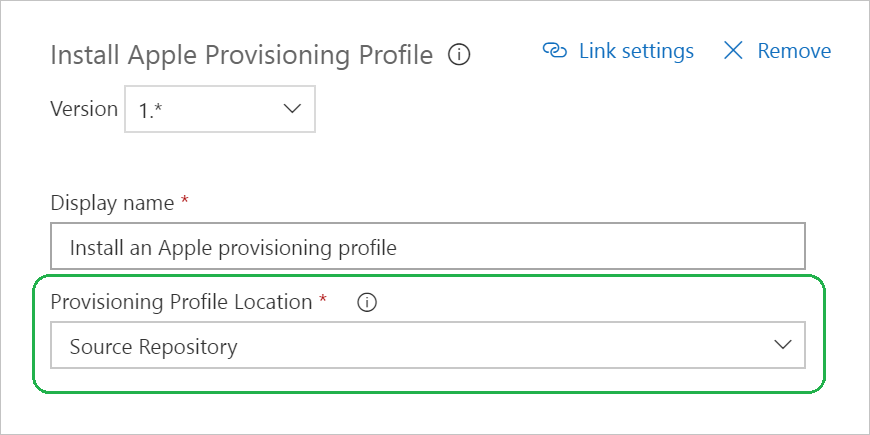 Install Apple Provisioning Profile
Link settings
Remove
Version 1.*
Display name *
Install an Apple provisioning profile
Provisioning Profile Location *
Source Repository